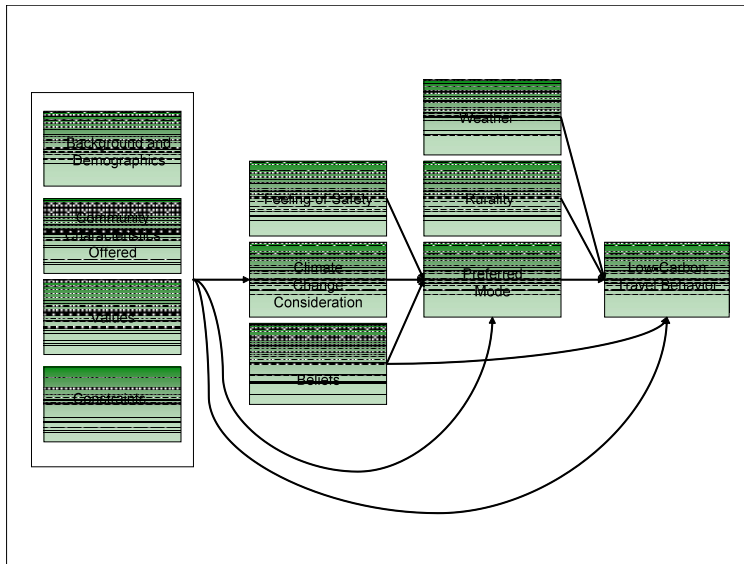 Background and
Demographics
Community
Characteristics
Offered
Values
Constraints
Feeling of Safety
Climate
Change
Consideration
Beliefs
Weather
Rurality
Preferred
Mode
Low-Carbon
Travel Behavior